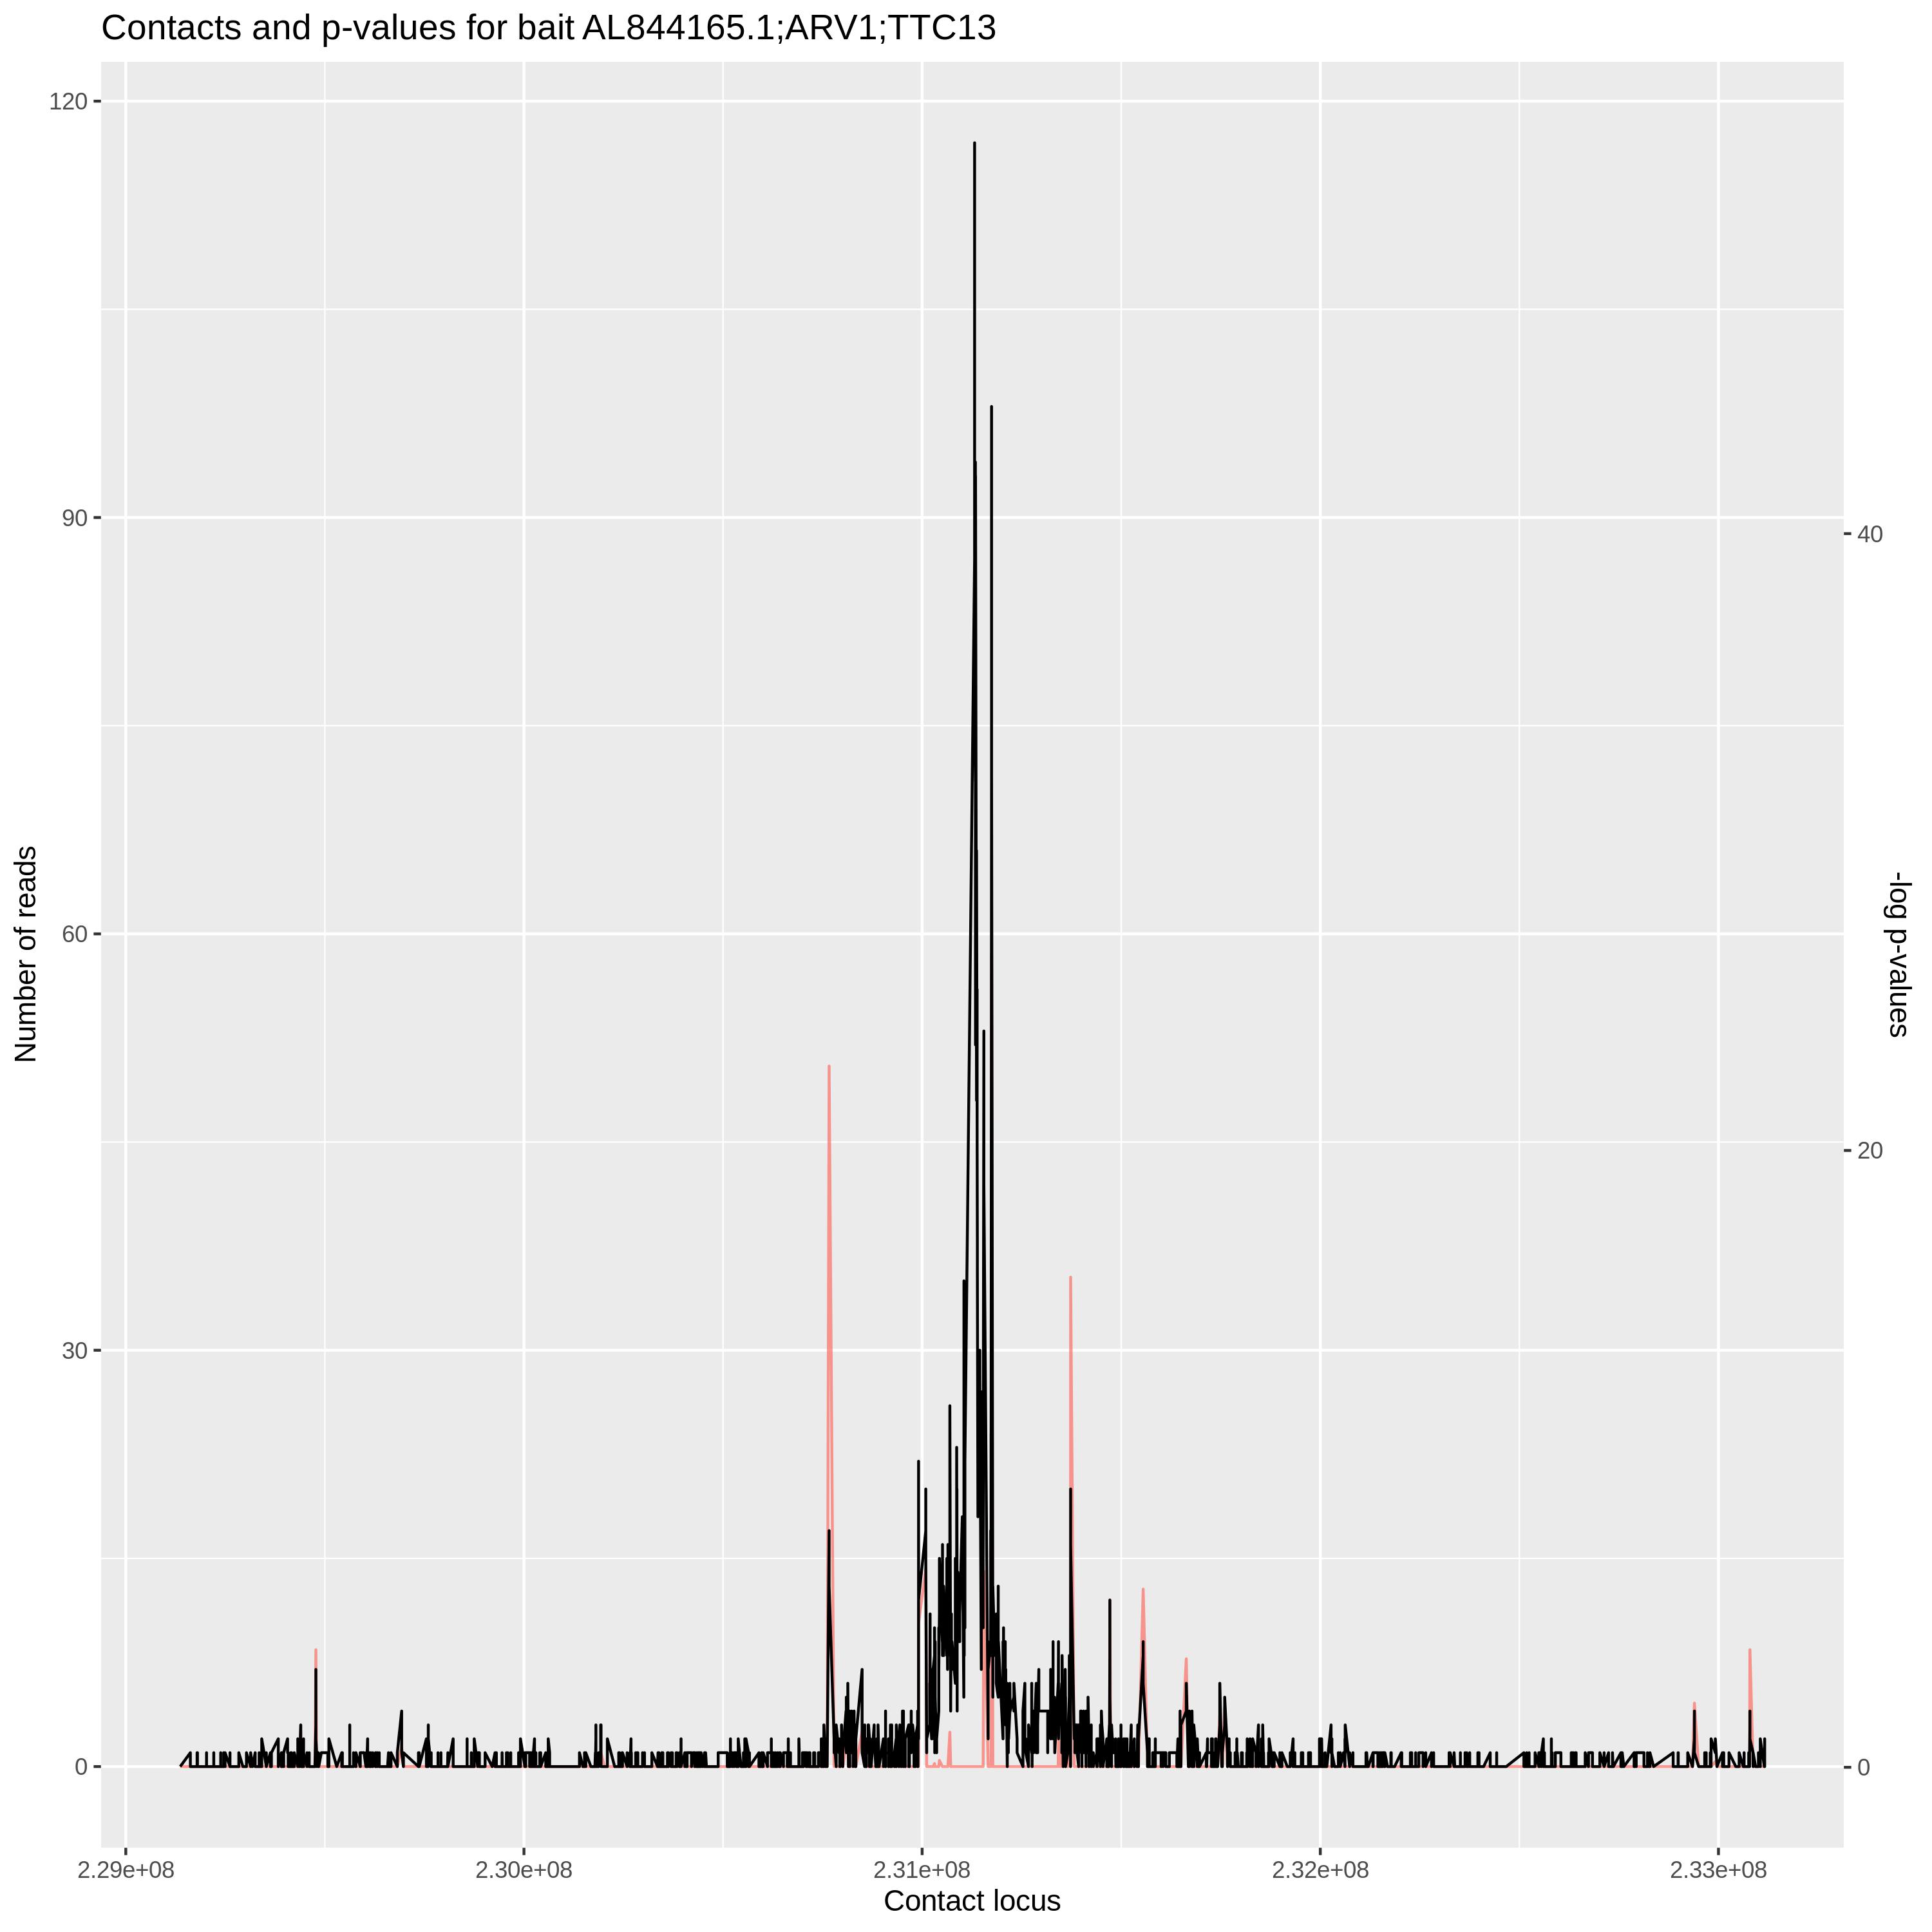 Contacts and p-values for bait AL844165.1;ARV1;TTC13
120
90
60
30
0
Number of reads
40
20
0
-log p-values
2.29e+08
2.30e+08
2.31e+08
2.32e+08
2.33e+08
Contact locus